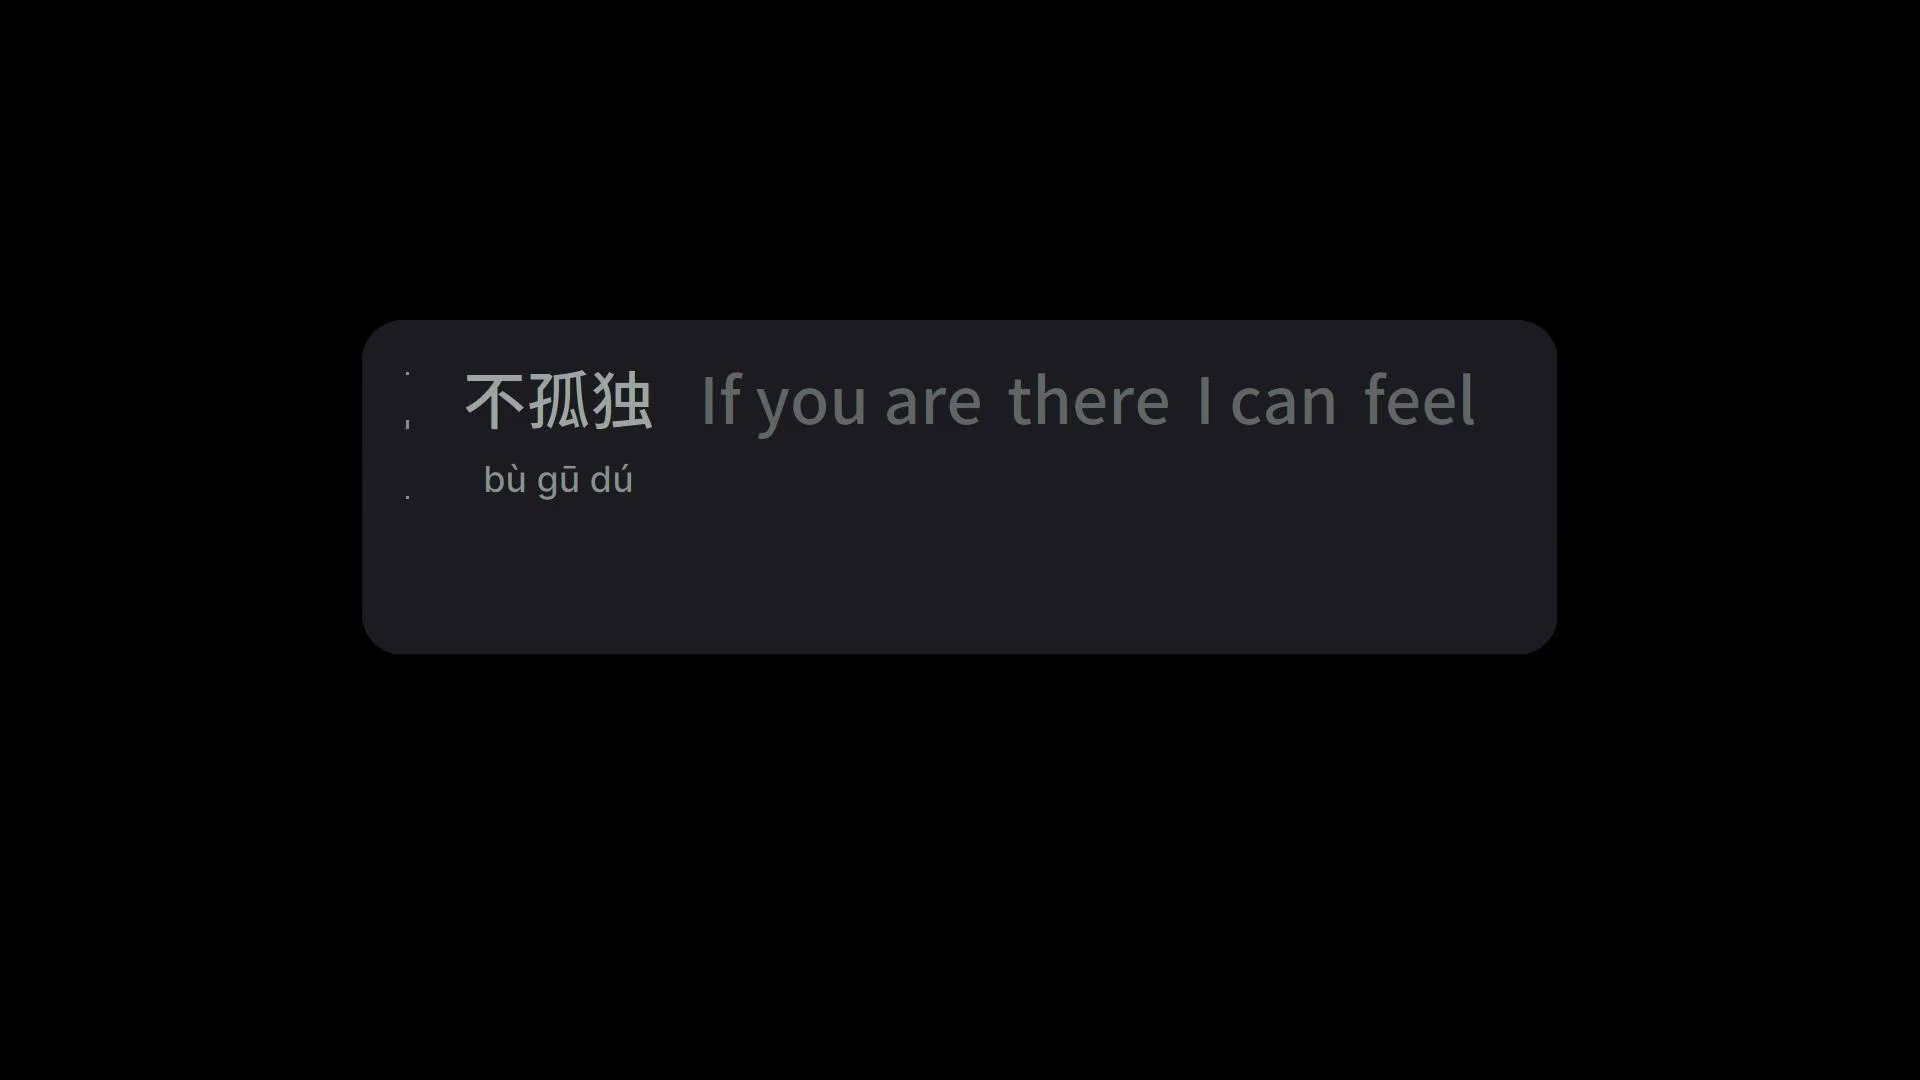 不孤独 If you are there I can feel
bù gū dú